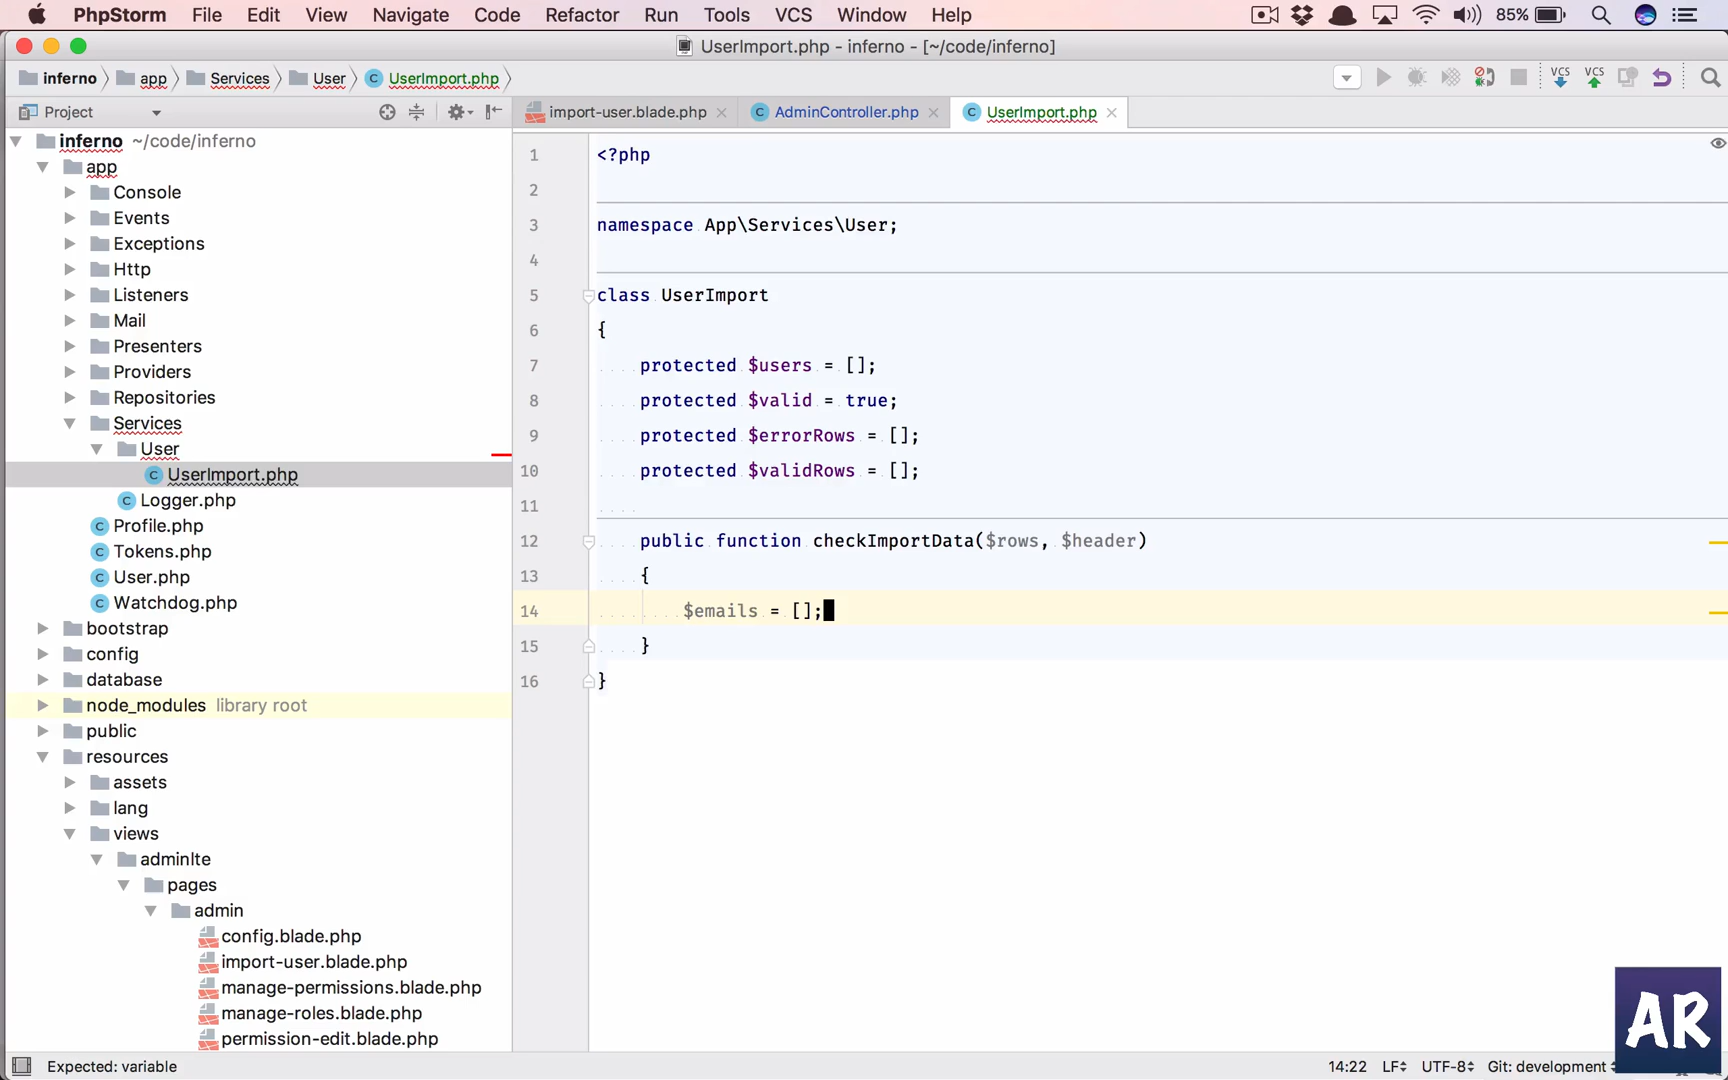 PhpStorm File Edit View Navigate Code Refactor Run Tools VCS Window Help 85%
UserImport.php - inferno - [~/code/inferno]
inferno app Services User UserImport.php VCS VCS
Project import-user.blade.php AdminController.php UserImport.php
inferno ~/code/inferno
app
Console
Events
Exceptions
Http
Listeners
Mail
Presenters
Providers
Repositories
Services
User
UserImport.php
Logger.php
Profile.php
Tokens.php
User.php
Watchdog.php
bootstrap
config
database
node_modules library root
public
resources
assets
lang
views
adminlte
pages
admin
config.blade.php
import-user.blade.php
manage-permissions.blade.php
manage-roles.blade.php
permission-edit.blade.php
1 <?php
2
3 namespace App\Services\User;
4
5 class UserImport
6 {
7 protected $users = [];
8 protected $valid = true;
9 protected $errorRows = [];
10 protected $validRows = [];
11
12 public function checkImportData($rows, $header)
13 {
14 $emails = [];
15 }
16 }
AR
Expected: variable 14:22 LF UTF-8 Git: development